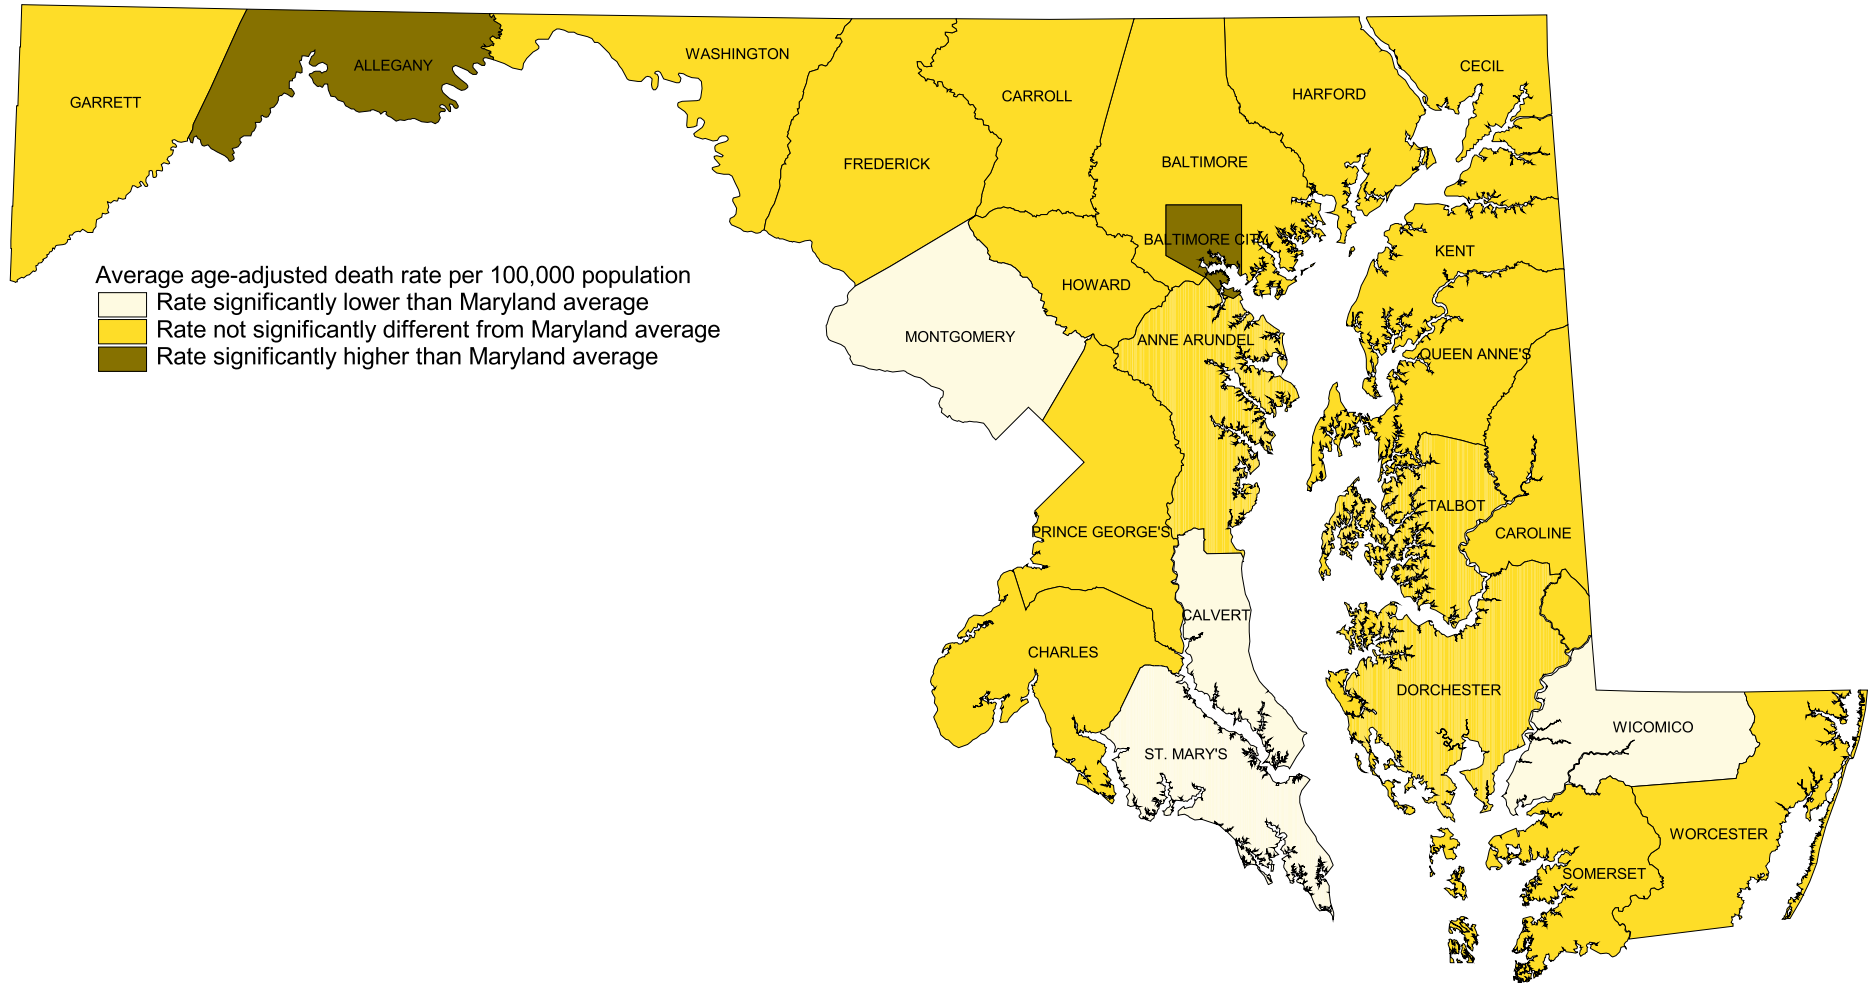 WASHINGTON
ALLEGANY
CECIL
GARRETT
CARROLL
HARFORD
FREDERICK
BALTIMORE
BALTIMORE CITY
KENT
Average age-adjusted death rate per 100,000 population
Rate significantly lower than Maryland average
Rate not significantly different from Maryland average
Rate significantly higher than Maryland average
HOWARD
MONTGOMERY
ANNE ARUNDEL
QUEEN ANNE'S
TALBOT
PRINCE GEORGE'S
CAROLINE
CALVERT
CHARLES
DORCHESTER
WICOMICO
ST. MARY'S
WORCESTER
SOMERSET